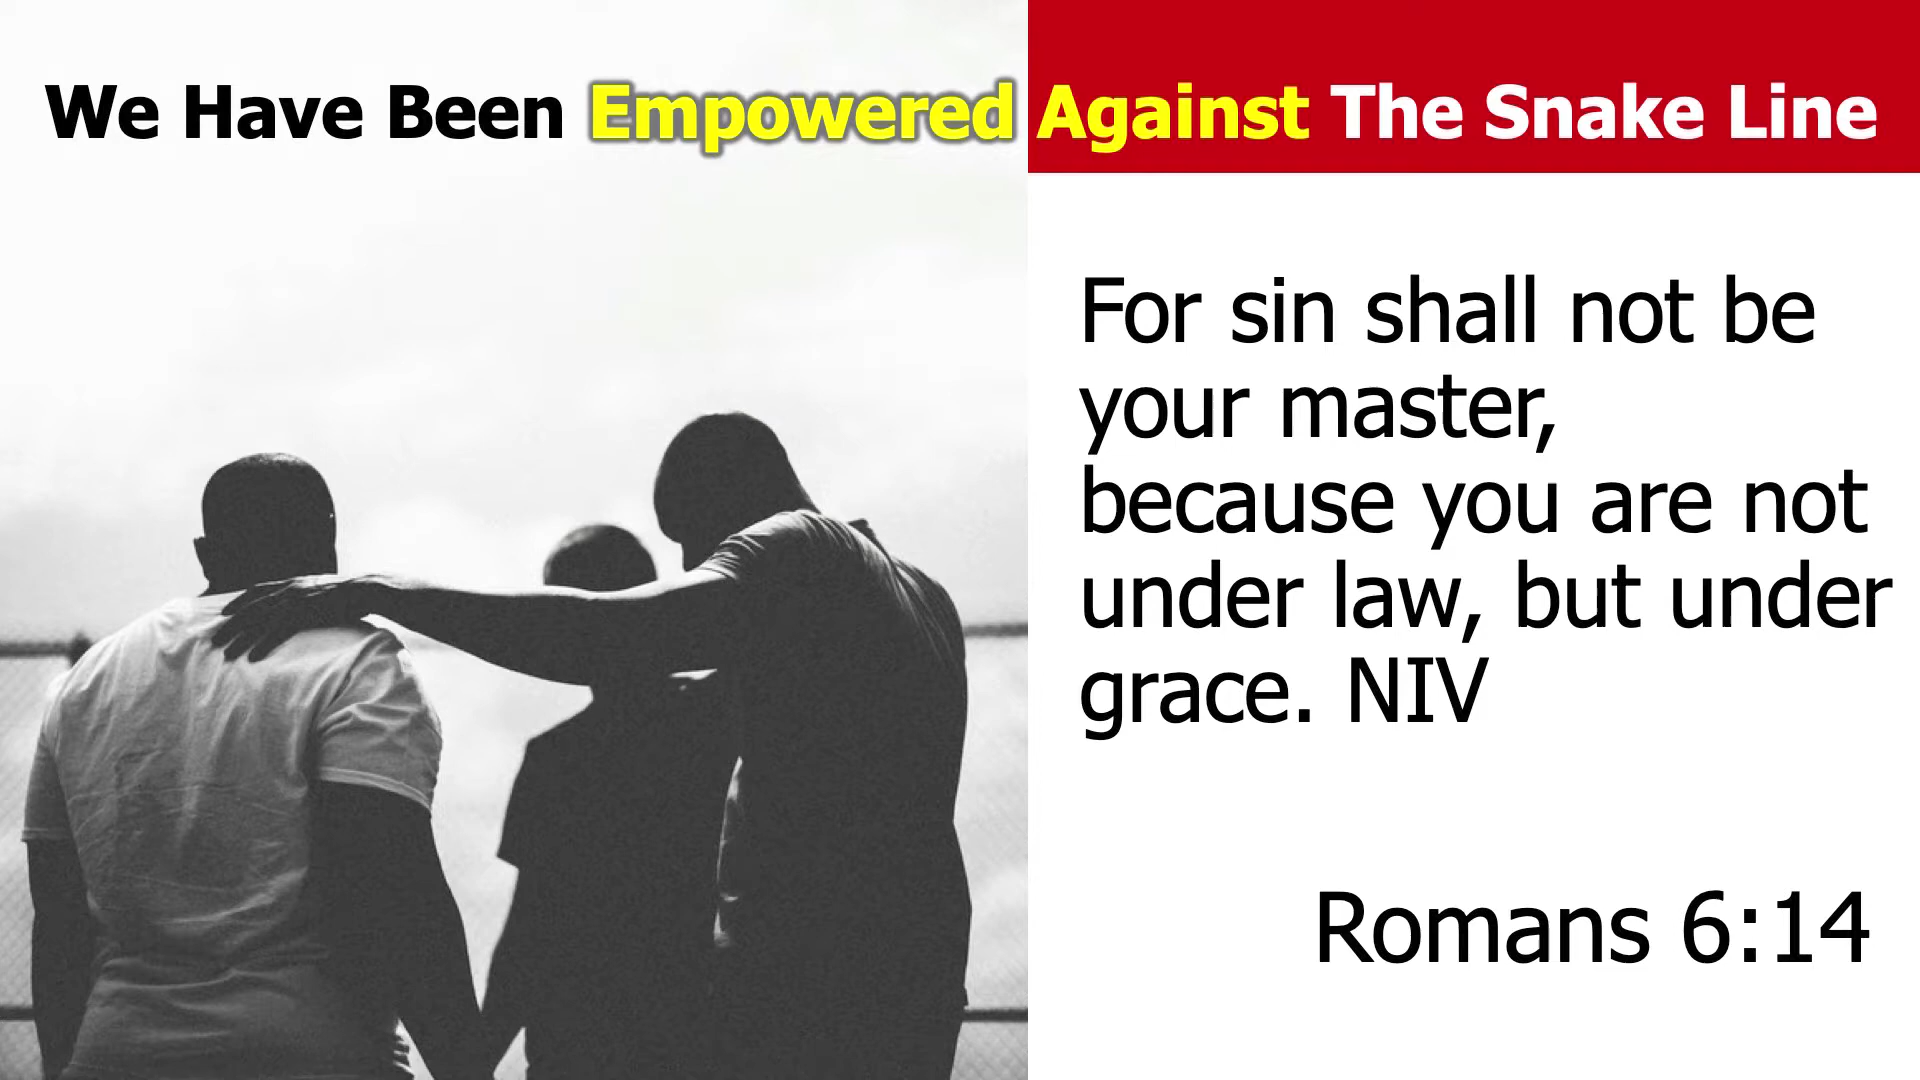 We Have Been Empowered Against The Snake Line
For sin shall not be
your master,
because you are not
under law, but under
grace. NIV
Romans 6:14